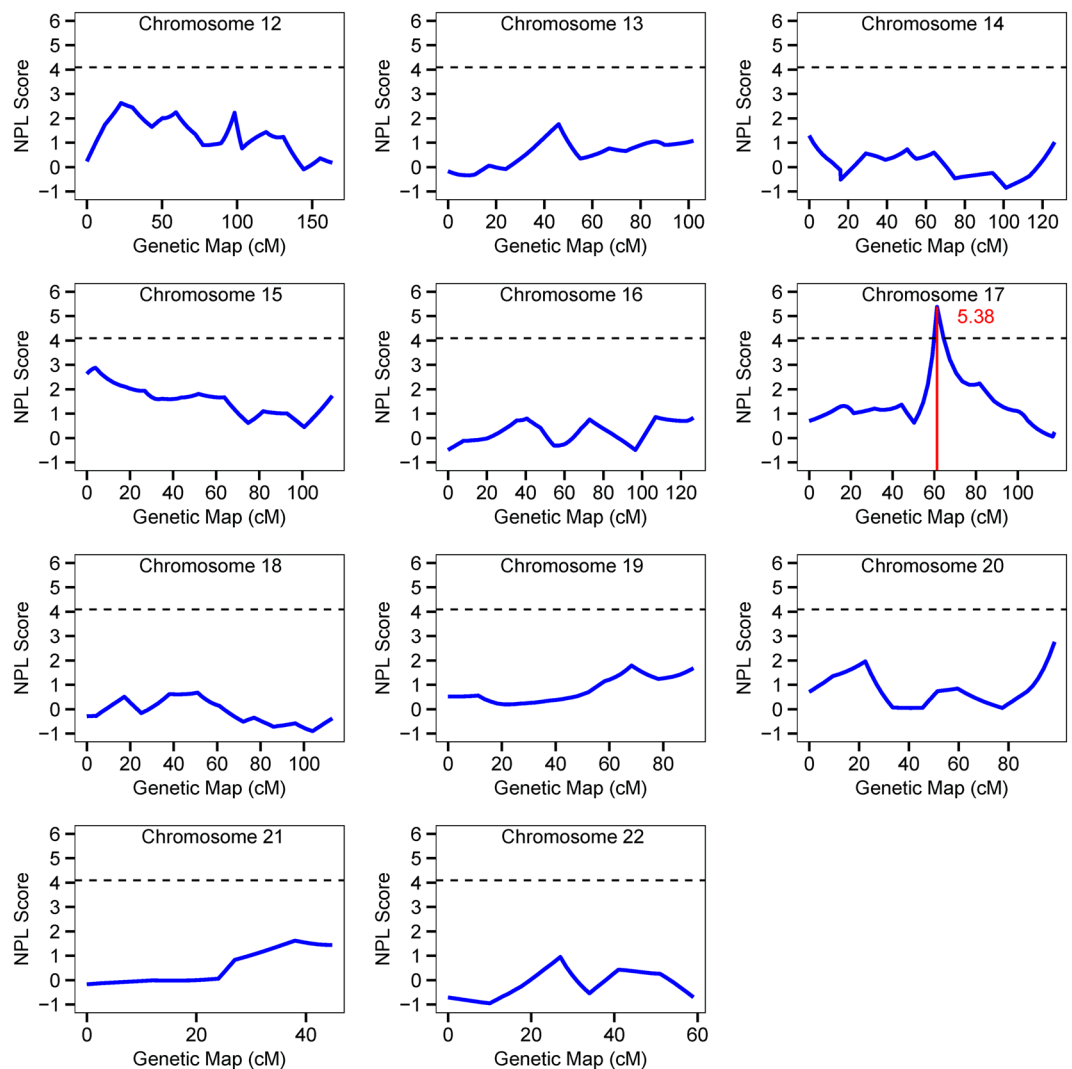 Chromosome 12
NPL Score
6
5
4
3
2
1
0
−1
0 50 100 150
Genetic Map (cM)
Chromosome 13
NPL Score
6
5
4
3
2
1
0
−1
0 20 40 60 80 100
Genetic Map (cM)
Chromosome 14
NPL Score
6
5
4
3
2
1
0
−1
0 20 40 60 80 100 120
Genetic Map (cM)
Chromosome 15
NPL Score
6
5
4
3
2
1
0
−1
0 20 40 60 80 100
Genetic Map (cM)
Chromosome 16
NPL Score
6
5
4
3
2
1
0
−1
0 20 40 60 80 100 120
Genetic Map (cM)
Chromosome 17
5.38
NPL Score
6
5
4
3
2
1
0
−1
0 20 40 60 80 100
Genetic Map (cM)
Chromosome 18
NPL Score
6
5
4
3
2
1
0
−1
0 20 40 60 80 100
Genetic Map (cM)
Chromosome 19
NPL Score
6
5
4
3
2
1
0
−1
0 20 40 60 80
Genetic Map (cM)
Chromosome 20
NPL Score
6
5
4
3
2
1
0
−1
0 20 40 60 80
Genetic Map (cM)
Chromosome 21
NPL Score
6
5
4
3
2
1
0
−1
0 20 40
Genetic Map (cM)
Chromosome 22
NPL Score
6
5
4
3
2
1
0
−1
0 20 40 60
Genetic Map (cM)